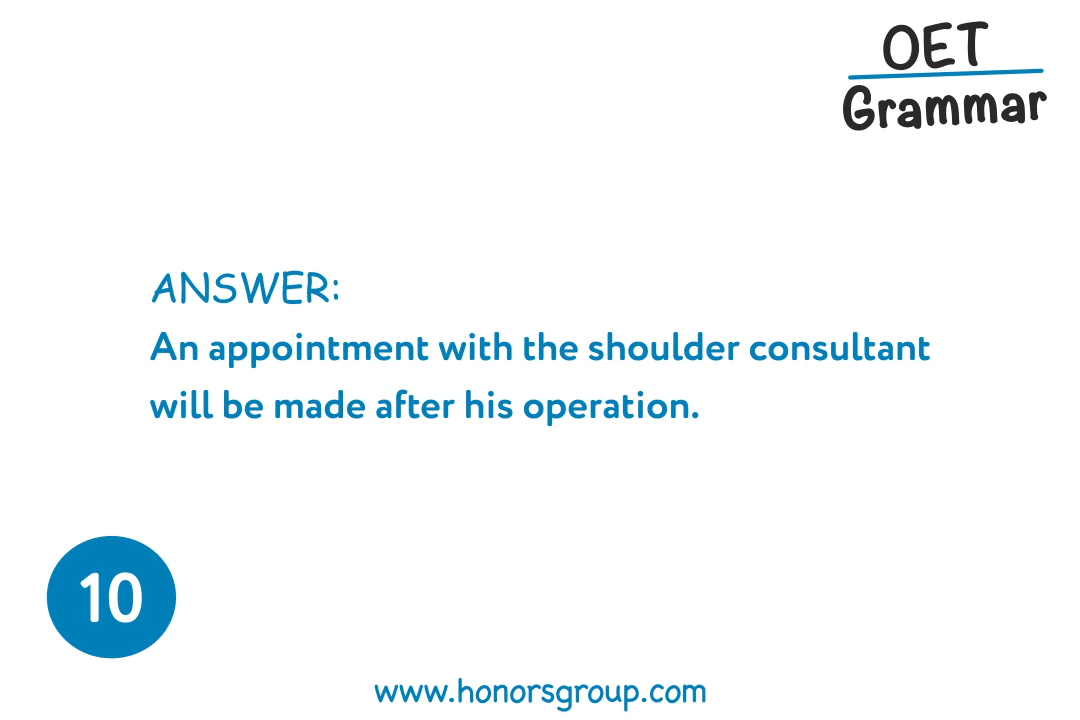 OET
Grammar
ANSWER:
An appointment with the shoulder consultant
will be made after his operation.
10
www.honorsgroup.com